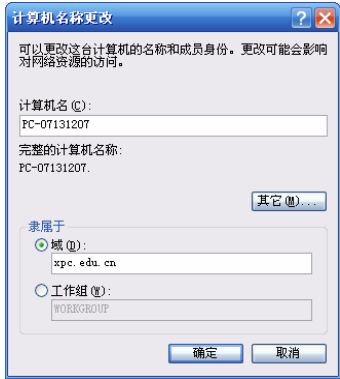 计算机名称更改
可以更改这台计算机的名称和成员身份。更改可能会影响
对网络资源的访问。
计算机名(C):
PC-07131207
完整的计算机名称:
PC-07131207.
其它(M)...
隶属于
域(D):
xpc.edu.cn
工作组(W):
WORKGROUP
确定
取消